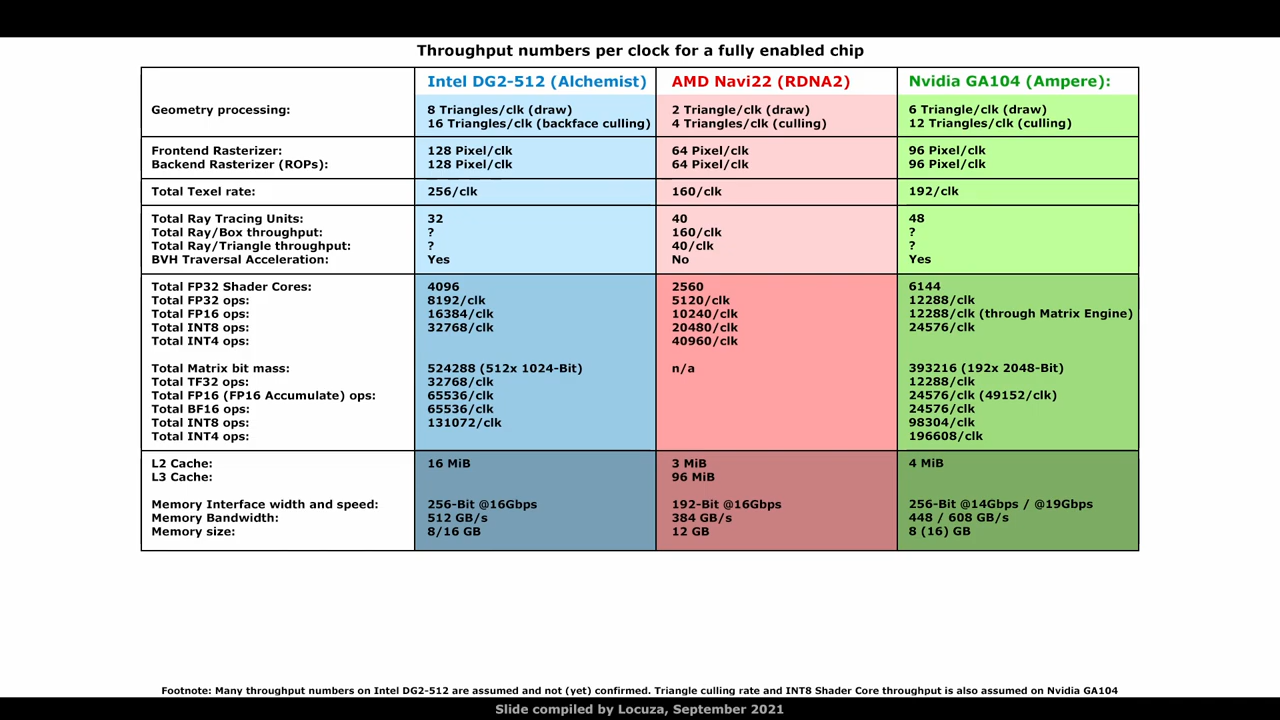 Throughput numbers per clock for a fully enabled chip
Intel DG2-512 (Alchemist) AMD Navi22 (RDNA2) Nvidia GA104 (Ampere):
Geometry processing: 8 Triangles/clk (draw) 2 Triangle/clk (draw) 6 Triangle/clk (draw)
16 Triangles/clk (backface culling) 4 Triangles/clk (culling) 12 Triangles/clk (culling)
Frontend Rasterizer: 128 Pixel/clk 64 Pixel/clk 96 Pixel/clk
Backend Rasterizer (ROPs): 128 Pixel/clk 64 Pixel/clk 96 Pixel/clk
Total Texel rate: 256/clk 160/clk 192/clk
Total Ray Tracing Units: 32 40 48
Total Ray/Box throughput: ? 160/clk ?
Total Ray/Triangle throughput: ? 40/clk ?
BVH Traversal Acceleration: Yes No Yes
Total FP32 Shader Cores: 4096 2560 6144
Total FP32 ops: 8192/clk 5120/clk 12288/clk
Total FP16 ops: 16384/clk 10240/clk 12288/clk (through Matrix Engine)
Total INT8 ops: 32768/clk 20480/clk 24576/clk
Total INT4 ops: 40960/clk
Total Matrix bit mass: 524288 (512x 1024-Bit) n/a 393216 (192x 2048-Bit)
Total TF32 ops: 32768/clk 12288/clk
Total FP16 (FP16 Accumulate) ops: 65536/clk 24576/clk (49152/clk)
Total BF16 ops: 65536/clk 24576/clk
Total INT8 ops: 131072/clk 98304/clk
Total INT4 ops: 196608/clk
L2 Cache: 16 MiB 3 MiB 4 MiB
L3 Cache: 96 MiB
Memory Interface width and speed: 256-Bit @16Gbps 192-Bit @16Gbps 256-Bit @14Gbps / @19Gbps
Memory Bandwidth: 512 GB/s 384 GB/s 448 / 608 GB/s
Memory size: 8/16 GB 12 GB 8 (16) GB
Footnote: Many throughput numbers on Intel DG2-512 are assumed and not (yet) confirmed. Triangle culling rate and INT8 Shader Core throughput is also assumed on Nvidia GA104
Slide compiled by Locuza, September 2021